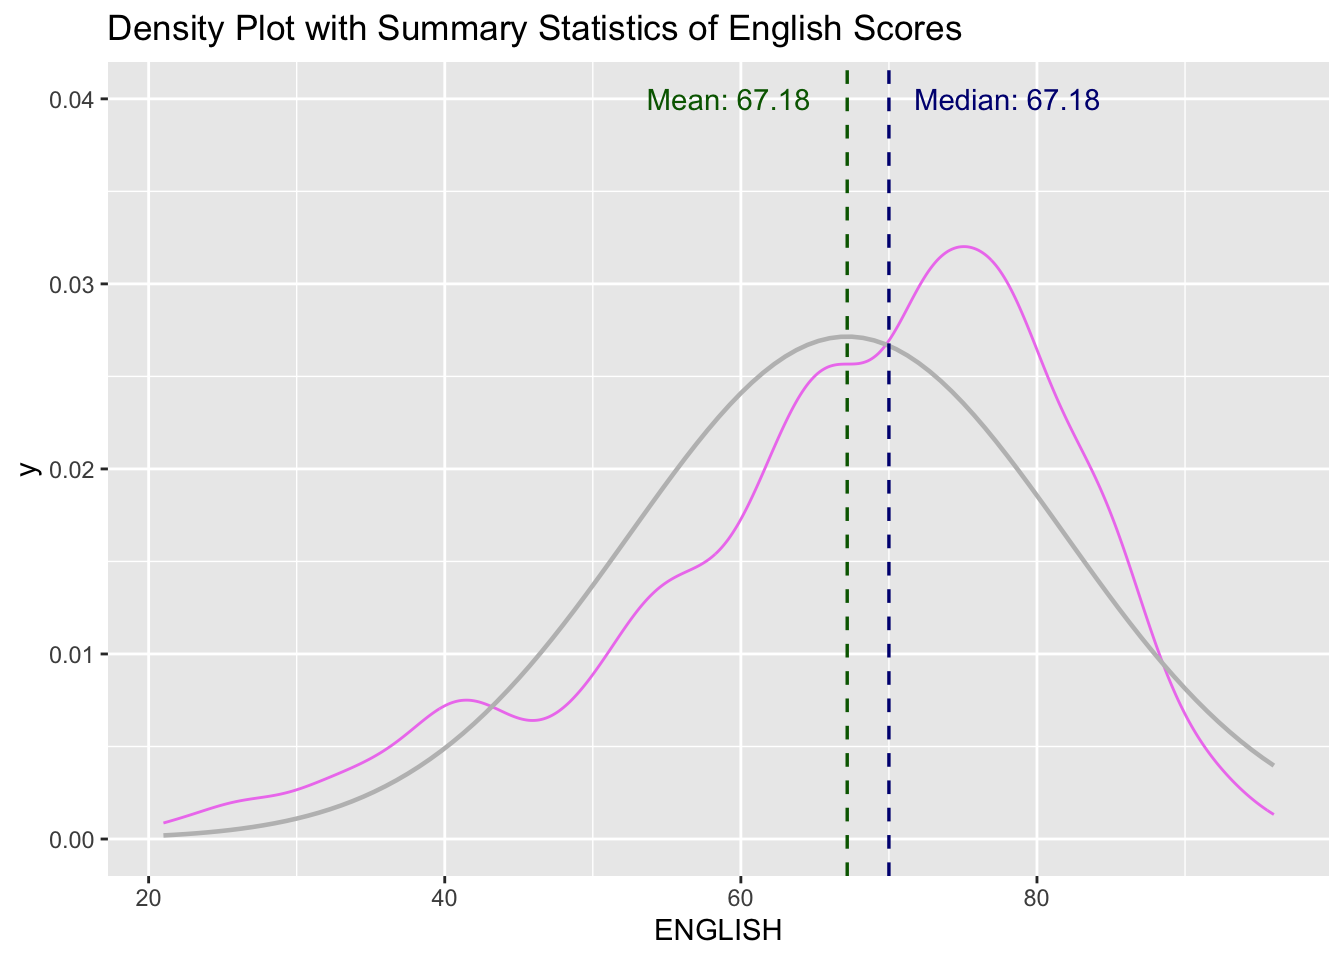 Density Plot with Summary Statistics of English Scores
Mean: 67.18
Median: 67.18
0.04
0.03
0.02
0.01
0.00
y
20 40 60 80
ENGLISH